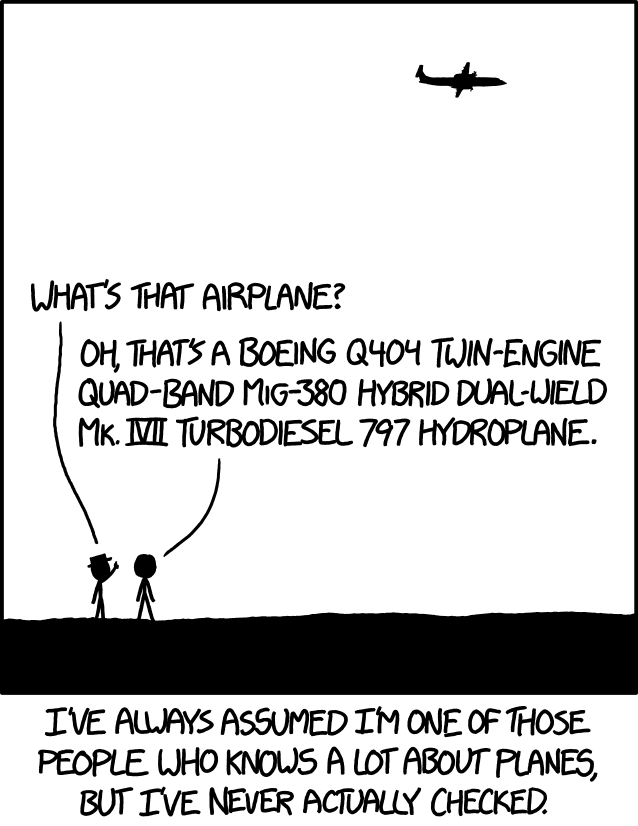 WHAT'S THAT AIRPLANE?
OH, THAT'S A BOEING Q404 TWIN-ENGINE
QUAD-BAND MIG-380 HYBRID DUAL-WIELD
MK. IVII TURBODIESEL 797 HYDROPLANE.
I'VE ALWAYS ASSUMED I'M ONE OF THOSE
PEOPLE WHO KNOWS A LOT ABOUT PLANES,
BUT I'VE NEVER ACTUALLY CHECKED.